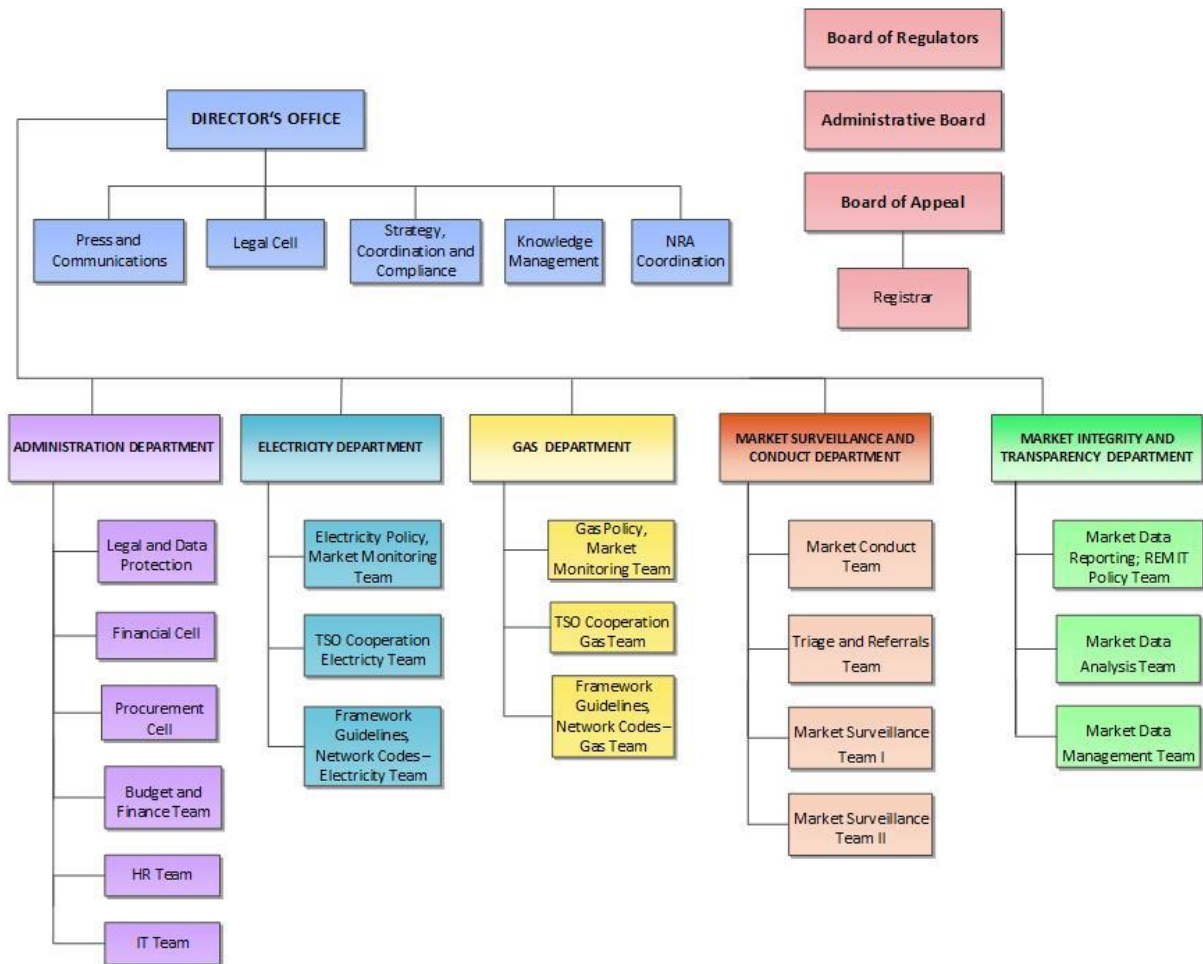 Board of Regulators
Administrative Board
Board of Appeal
Registrar
DIRECTOR'S OFFICE
Press and
Communications
Legal Cell
Strategy,
Coordination and
Compliance
Knowledge
Management
NRA
Coordination
ADMINISTRATION DEPARTMENT
Legal and Data
Protection
Financial Cell
Procurement
Cell
Budget and
Finance Team
HR Team
IT Team
ELECTRICITY DEPARTMENT
Electricity Policy,
Market Monitoring
Team
TSO Cooperation
Electricty Team
Framework
Guidelines,
Network Codes–
Electricity Team
GAS DEPARTMENT
Gas Policy,
Market
Monitoring Team
TSO Cooperation
Gas Team
Framework
Guidelines,
Network Codes–
Gas Team
MARKET SURVEILLANCE AND
CONDUCT DEPARTMENT
Market Conduct
Team
Triage and Referrals
Team
Market Surveillance
Team I
Market Surveillance
Team II
MARKET INTEGRITY AND
TRANSPARENCY DEPARTMENT
Market Data
Reporting; REMIT
Policy Team
Market Data
Analysis Team
Market Data
Management Team